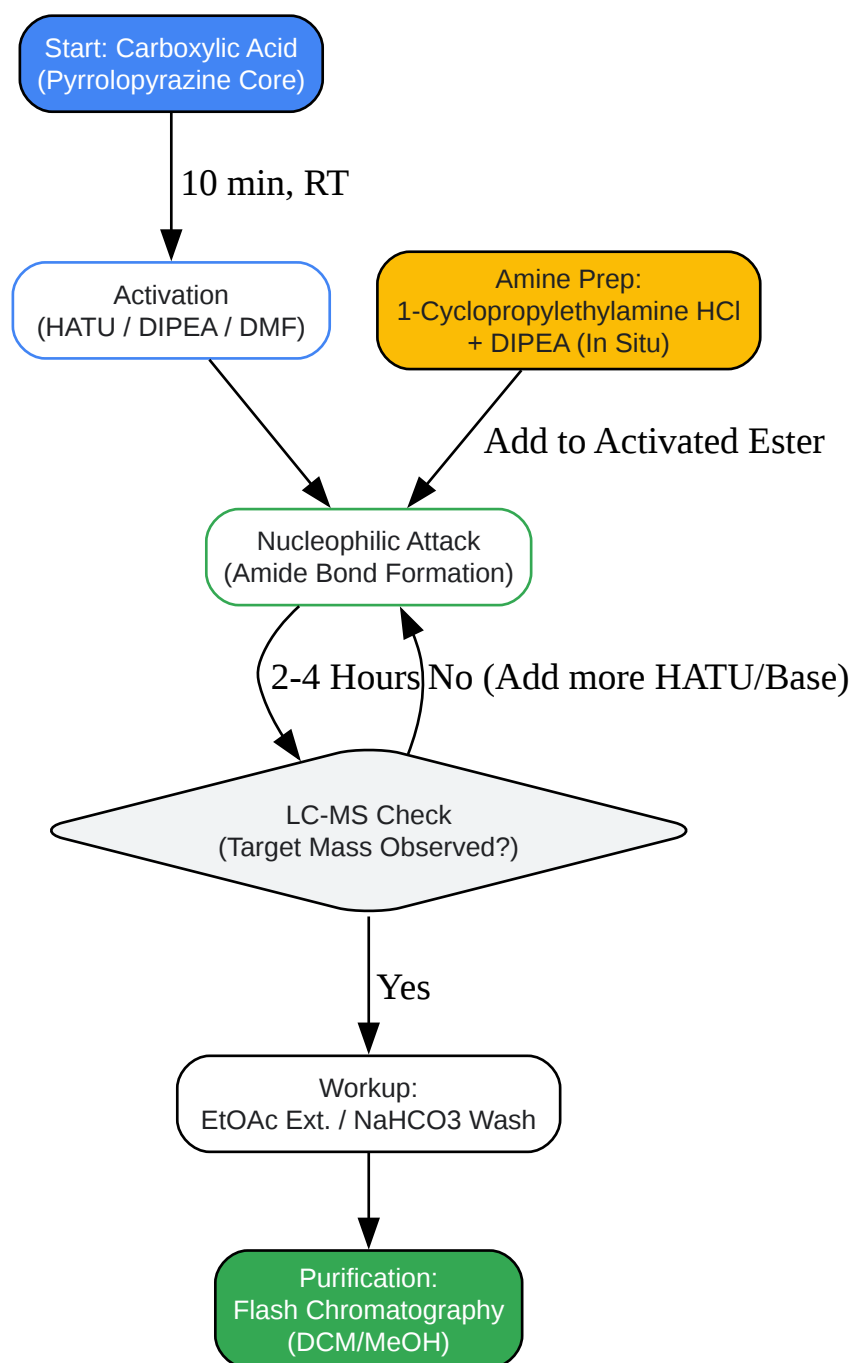 Start: Carboxylic Acid
(Pyrrolopyrazine Core)
10 min, RT
Activation
(HATU / DIPEA / DMF)
Amine Prep:
1-Cyclopropylethylamine HCl
+ DIPEA (In Situ)
Add to Activated Ester
Nucleophilic Attack
(Amide Bond Formation)
2-4 Hours
No (Add more HATU/Base)
LC-MS Check
(Target Mass Observed?)
Yes
Workup:
EtOAc Ext. / NaHCO3 Wash
Purification:
Flash Chromatography
(DCM/MeOH)